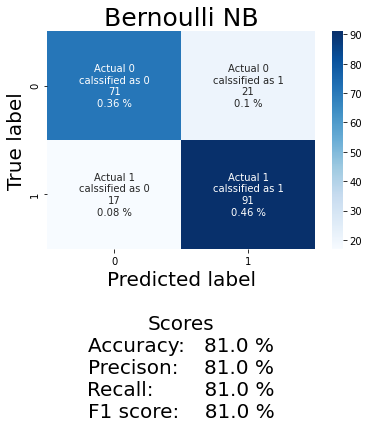 Bernoulli NB
True label
0
Actual 0
calssified as 0
71
0.36 %
Actual 0
calssified as 1
21
0.1 %
1
Actual 1
calssified as 0
17
0.08 %
Actual 1
calssified as 1
91
0.46 %
0
1
Predicted label
90
80
70
60
50
40
30
20
Scores
Accuracy: 81.0 %
Precison: 81.0 %
Recall: 81.0 %
F1 score: 81.0 %